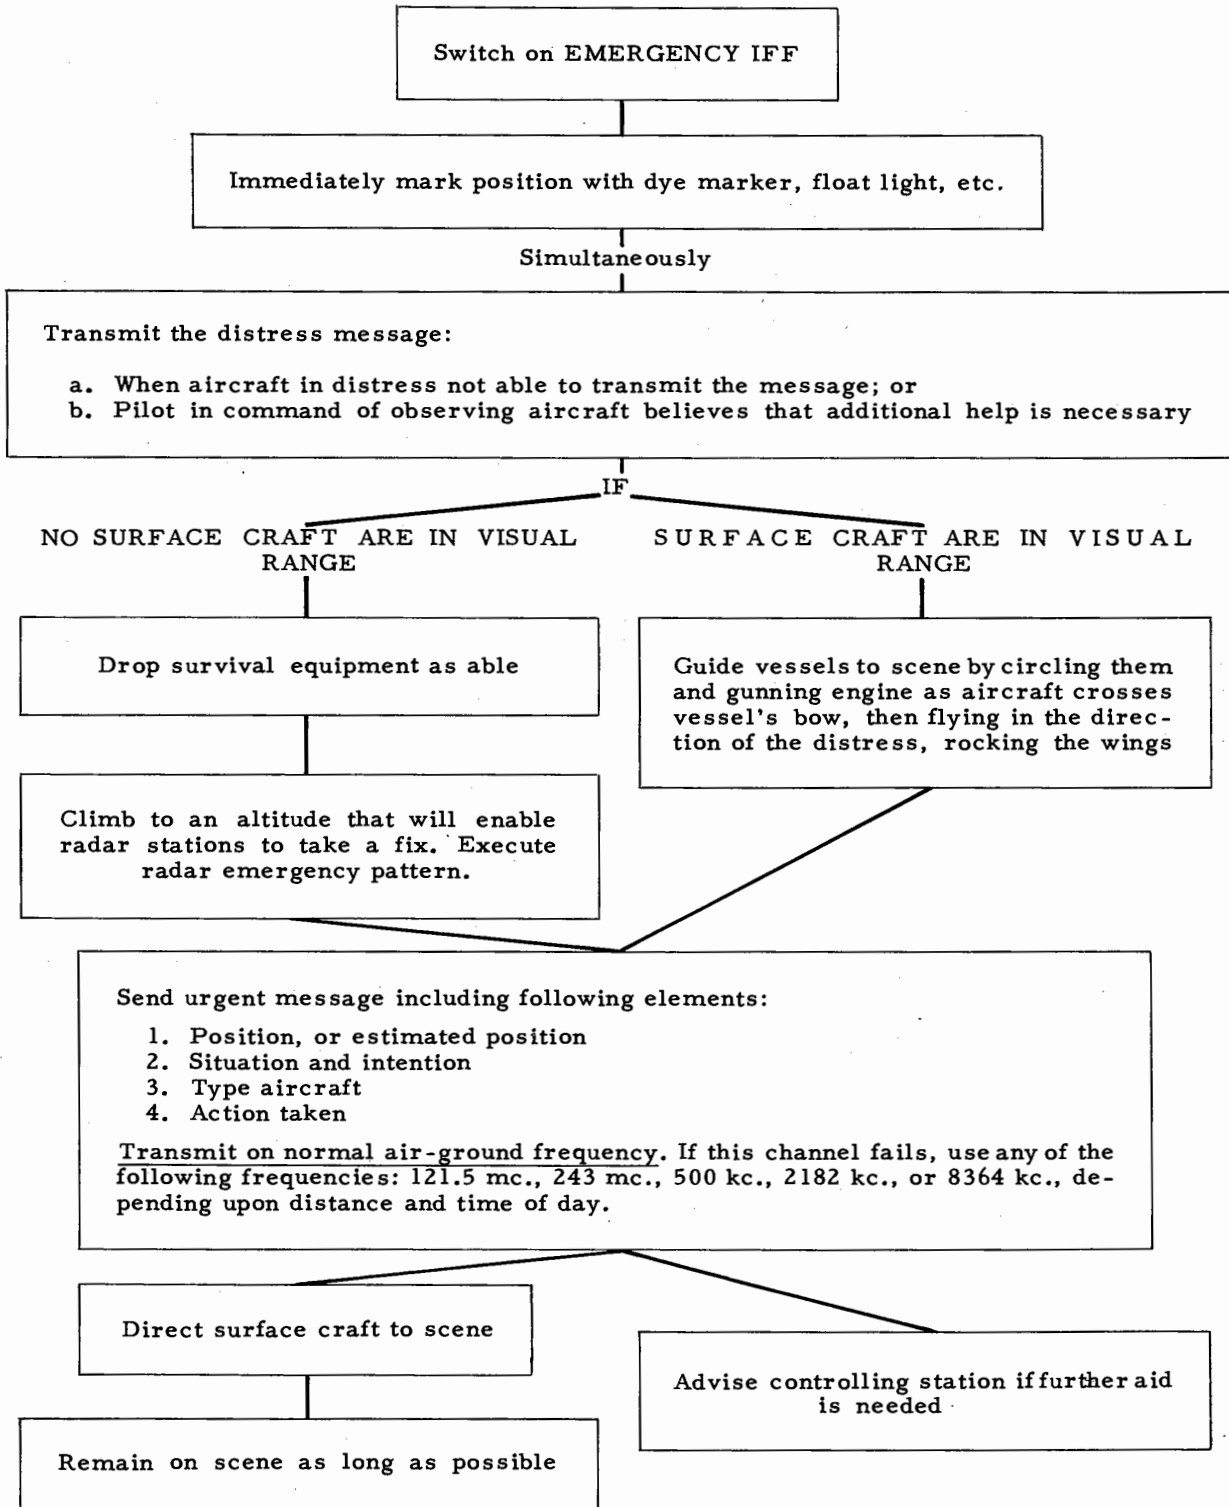 Switch on EMERGENCY IFF
Immediately mark position with dye marker, float light, etc.
Simultaneously
Transmit the distress message:
a. When aircraft in distress not able to transmit the message; or
b. Pilot in command of observing aircraft believes that additional help is necessary
IF
NO SURFACE CRAFT ARE IN VISUAL
RANGE
Drop survival equipment as able
Climb to an altitude that will enable
radar stations to take a fix. Execute
radar emergency pattern.
SURFACE CRAFT ARE IN VISUAL
RANGE
Guide vessels to scene by circling them
and gunning engine as aircraft crosses
vessel's bow, then flying in the direc-
tion of the distress, rocking the wings
Send urgent message including following elements:
1. Position, or estimated position
2. Situation and intention
3. Type aircraft
4. Action taken
Transmit on normal air-ground frequency. If this channel fails, use any of the
following frequencies: 121.5 mc., 243 mc., 500 kc., 2182 kc., or 8364 kc., de-
pending upon distance and time of day.
Direct surface craft to scene
Remain on scene as long as possible
Advise controlling station if further aid
is needed